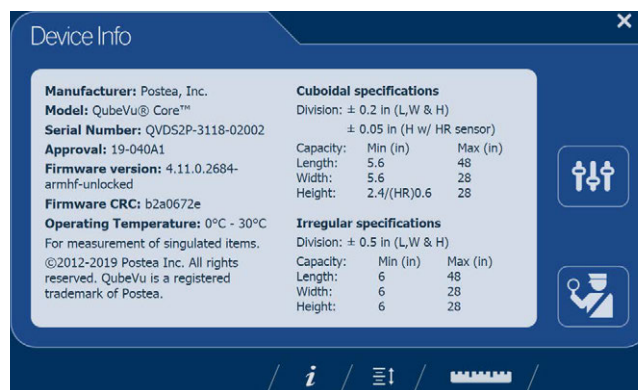 Device Info
Manufacturer: Postea, Inc.
Model: QubeVu® Core™
Serial Number: QVDS2P-3118-02002
Approval: 19-040A1
Firmware version: 4.11.0.2684-
armhf-unlocked
Firmware CRC: b2a0672e
Operating Temperature: 0°C - 30°C
For measurement of singulated items.
©2012-2019 Postea Inc. All rights
reserved. QubeVu is a registered
trademark of Postea.
Cuboidal specifications
Division: ± 0.2 in (L,W & H)
± 0.05 in (H w/ HR sensor)
Capacity: Min (in) Max (in)
Length: 5.6 48
Width: 5.6 28
Height: 2.4/(HR)0.6 28
Irregular specifications
Division: ± 0.5 in (L,W & H)
Capacity: Min (in) Max (in)
Length: 6 48
Width: 6 28
Height: 6 28